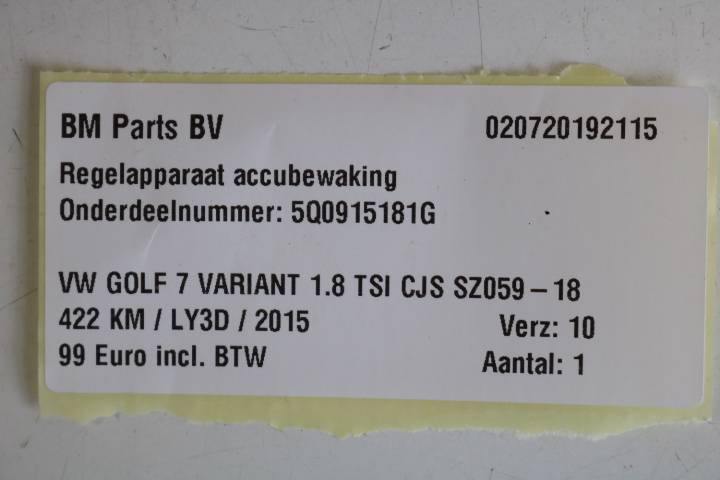 BM Parts BV 020720192115
Regelapparaat accubewaking
Onderdeelnummer: 5Q0915181G
VW GOLF 7 VARIANT 1.8 TSI CJS SZ059-18
422 KM / LY3D / 2015 Verz: 10
99 Euro incl. BTW Aantal: 1